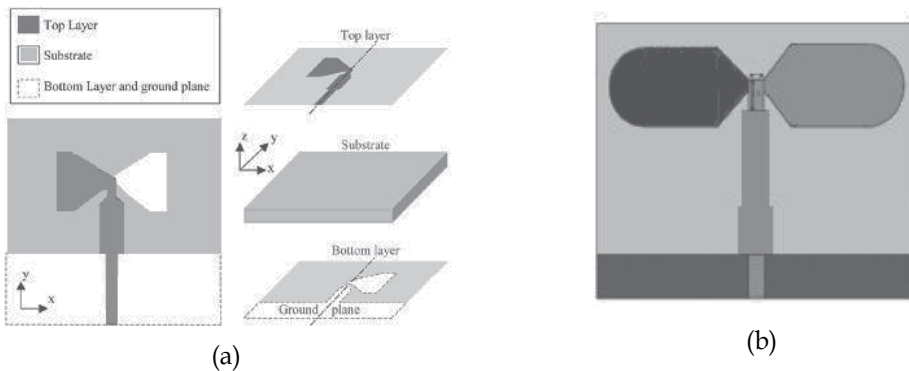 Top Layer
Substrate
Bottom Layer and ground plane
Top layer
z
y
x
Substrate
y
x
Bottom layer
Ground plane
(a)
(b)